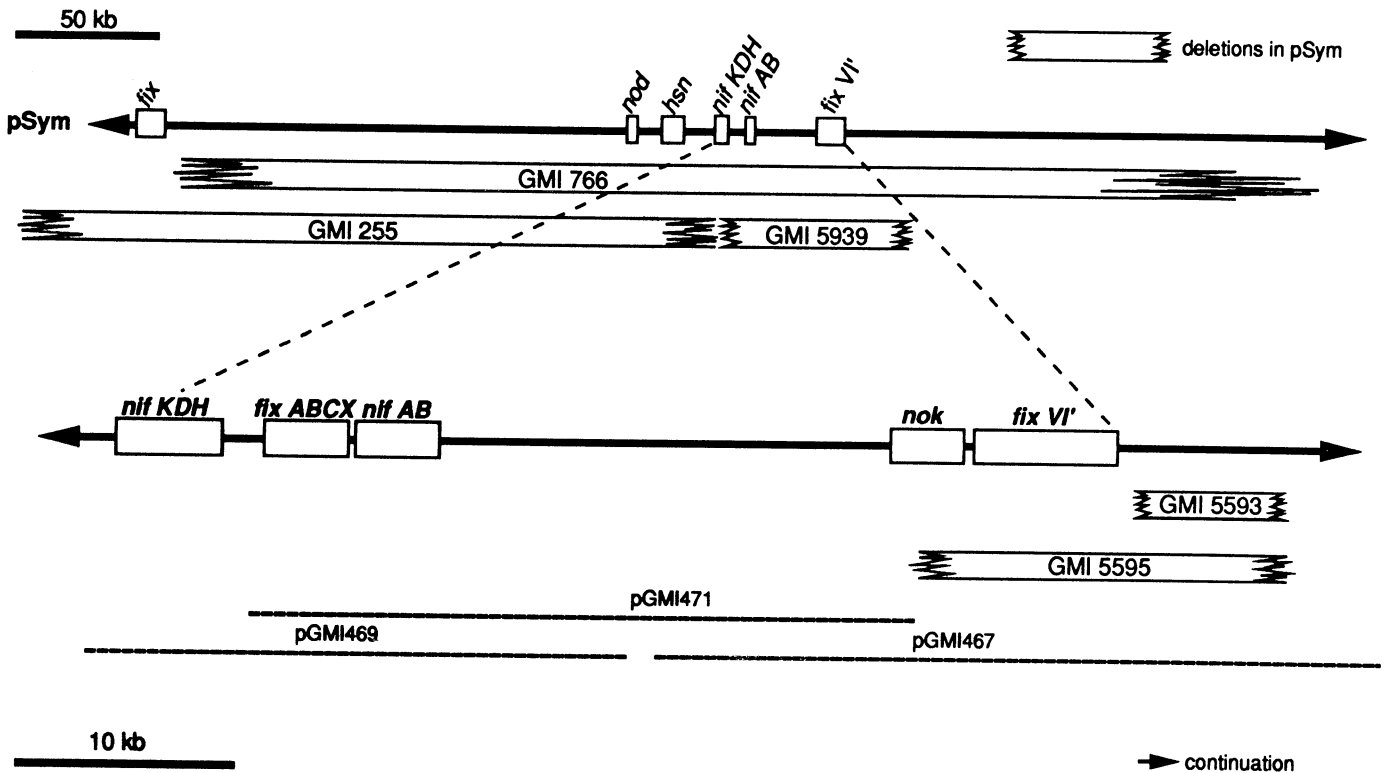 50 kb
deletions in pSym
pSym
fix
nod
hsn
nif KDH
nif AB
fix VI'
GMI 766
GMI 255
GMI 5939
nif KDH
fix ABCX
nif AB
nok
fix VI'
GMI 5593
GMI 5595
pGMI471
pGMI469
pGMI467
10 kb
continuation